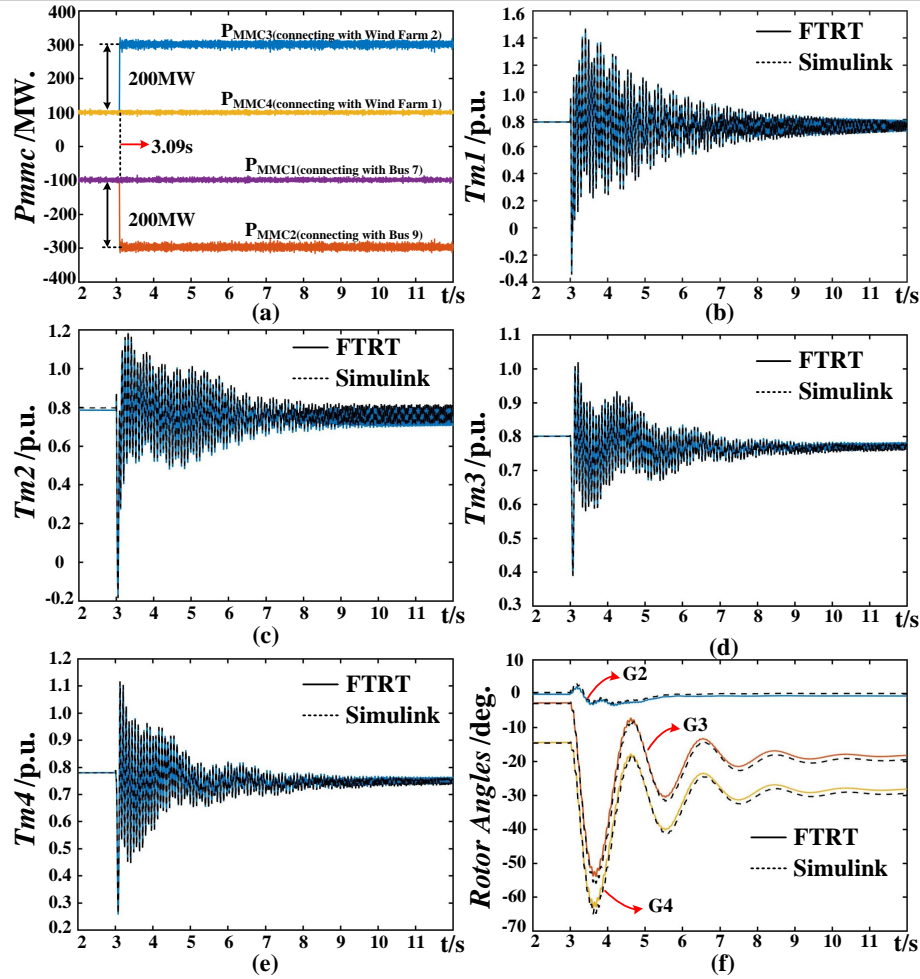 400
300
200
100
0
-100
-200
-300
400
Pmmc /MW.
PMMC3(connecting with Wind Farm 2)
200MW
PMMC4(connecting with Wind Farm 1)
3.09s
PMMC1(connecting with Bus 7)
200MW
PMMC2(connecting with Bus 9)
2 3 4 5 6 7 8 9 10 11 t/s
(a)
1.6
1.4
1.2
1.0
0.8
0.6
0.4
0.2
0
-0.2
-0.4
Tm1 /p.u.
FTRT
Simulink
2 3 4 5 6 7 8 9 10 11 t/s
(b)
1.2
1.0
0.8
0.6
0.4
0.2
0
-0.2
Tm2 /p.u.
FTRT
Simulink
2 3 4 5 6 7 8 9 10 11 t/s
(c)
1.1
1.0
0.9
0.8
0.7
0.6
0.5
0.4
0.3
Tm3 /p.u.
FTRT
Simulink
2 3 4 5 6 7 8 9 10 11 t/s
(d)
1.2
1.1
1.0
0.9
0.8
0.7
0.6
0.5
0.4
0.3
0.2
Tm4 /p.u.
FTRT
Simulink
2 3 4 5 6 7 8 9 10 11 t/s
(e)
10
0
-10
-20
-30
-40
-50
-60
-70
Rotor Angles /deg.
G2
G3
G4
FTRT
Simulink
2 3 4 5 6 7 8 9 10 11 t/s
(f)